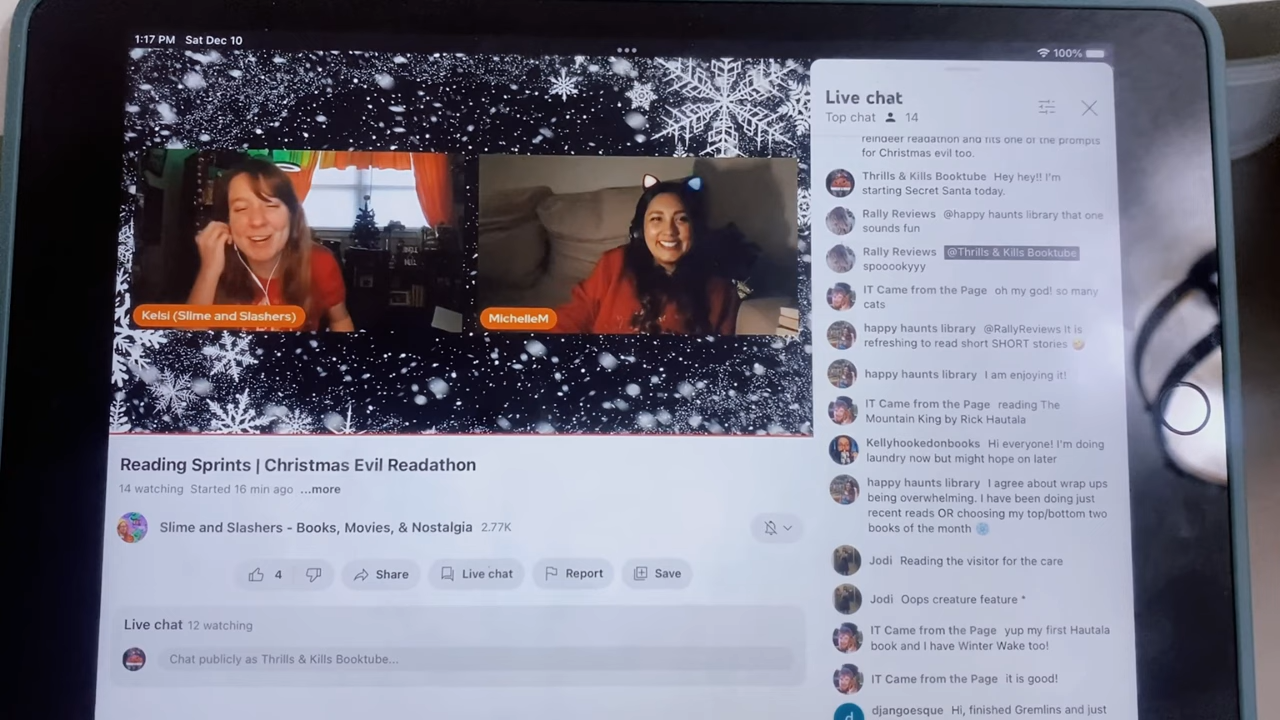 1:17 PM Sat Dec 10
100%
Kelsi (Slime and Slashers)
MichelleM
Reading Sprints | Christmas Evil Readathon
14 watching Started 16 min ago ...more
Slime and Slashers - Books, Movies, & Nostalgia 2.77K
4 Share Live chat Report Save
Live chat 12 watching
Chat publicly as Thrills & Kills Booktube...
Live chat
Top chat 14
reindeer readathon and fits one of the prompts
for Christmas evil too.
Thrills & Kills Booktube Hey hey!! I'm
starting Secret Santa today.
Rally Reviews @happy haunts library that one
sounds fun
Rally Reviews @Thrills & Kills Booktube
spooookyyy
IT Came from the Page oh my god! so many
cats
happy haunts library @RallyReviews It is
refreshing to read short SHORT stories 🤣
happy haunts library I am enjoying it!
IT Came from the Page reading The
Mountain King by Rick Hautala
Kellyhookedonbooks Hi everyone! I'm doing
laundry now but might hope on later
happy haunts library I agree about wrap ups
being overwhelming. I have been doing just
recent reads OR choosing my top/bottom two
books of the month
Jodi Reading the visitor for the care
Jodi Oops creature feature *
IT Came from the Page yup my first Hautala
book and I have Winter Wake too!
IT Came from the Page it is good!
d
djangoesque Hi, finished Gremlins and just